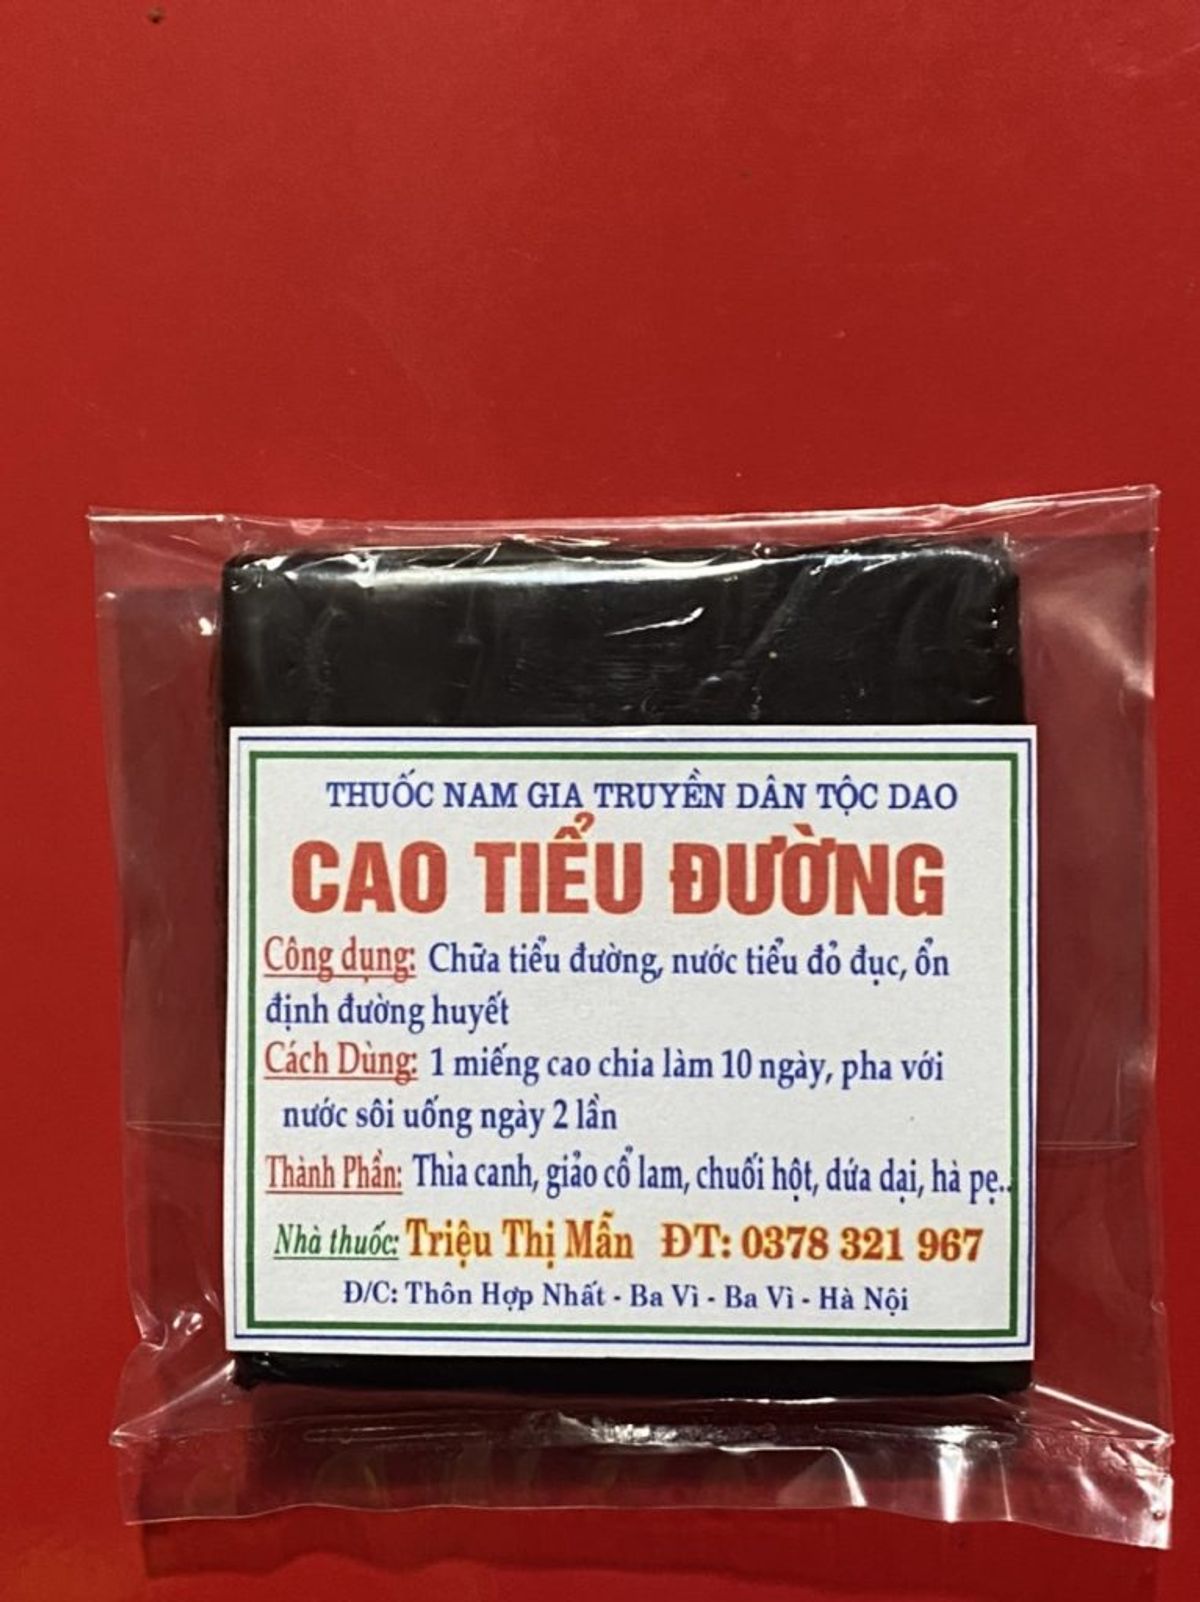 THUỐC NAM GIA TRUYỀN DÂN TỘC DAO
CAO TIỂU ĐƯỜNG
Công dụng: Chữa tiểu đường, nước tiểu đỏ đục, ổn
định đường huyết
Cách Dùng: 1 miếng cao chia làm 10 ngày, pha với
nước sôi uống ngày 2 lần
Thành Phần: Thìa canh, giảo cổ lam, chuối hột, dứa dại, hà pẹ..
Nhà thuốc: Triệu Thị Mẫn ĐT: 0378 321 967
Đ/C: Thôn Hợp Nhất - Ba Vì - Ba Vì - Hà Nội